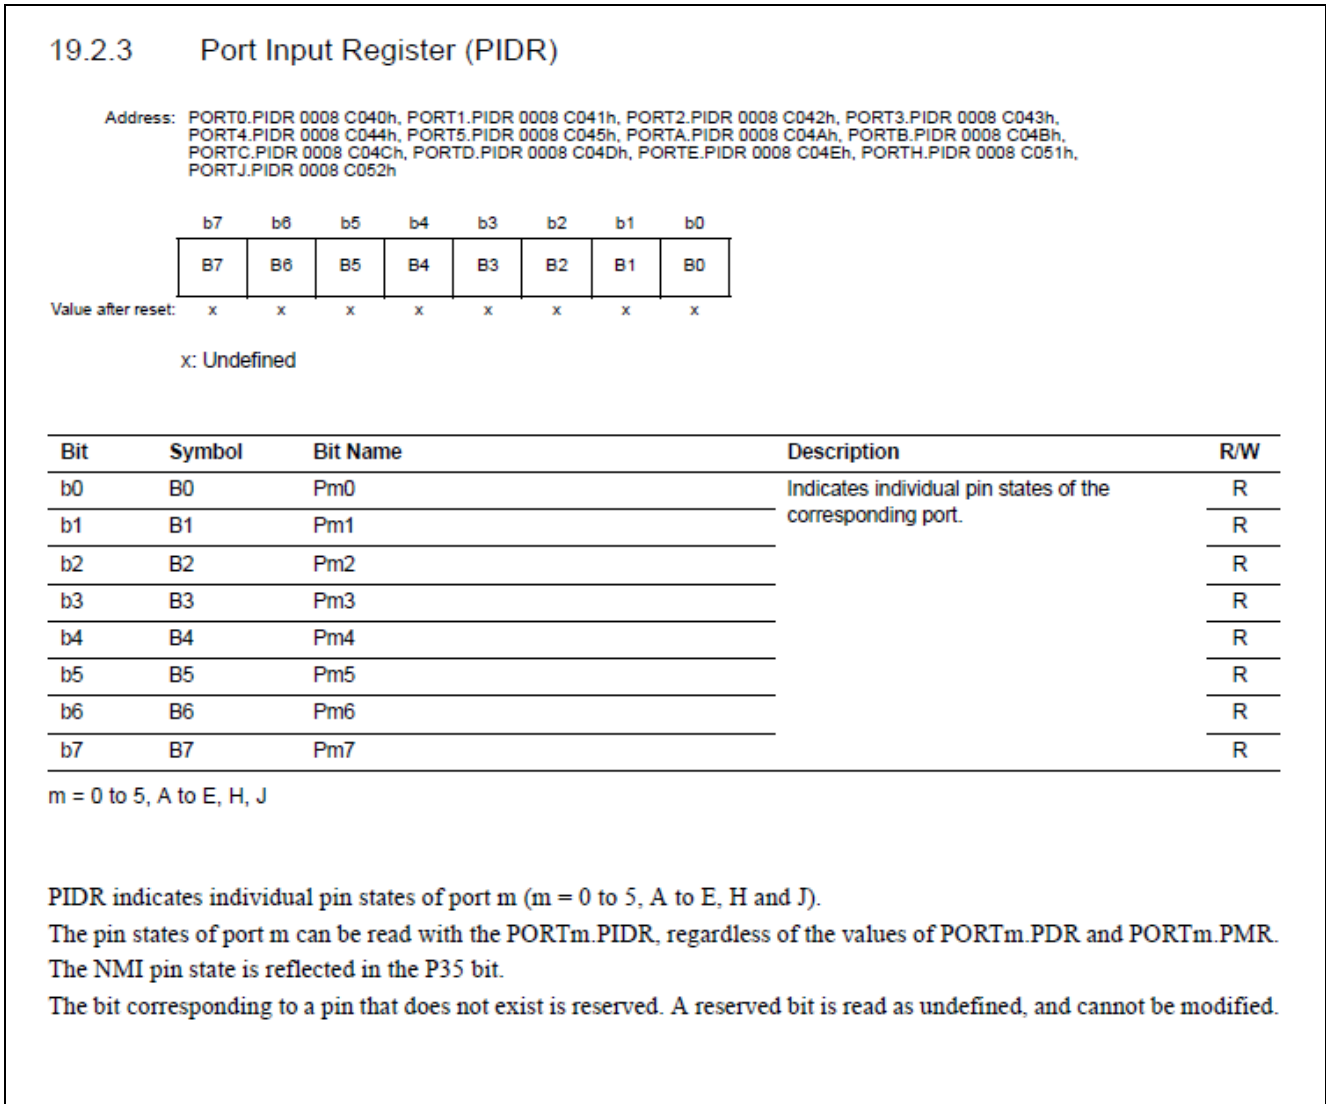 19.2.3 Port Input Register (PIDR)
Address: PORT0.PIDR 0008 C040h, PORT1.PIDR 0008 C041h, PORT2.PIDR 0008 C042h, PORT3.PIDR 0008 C043h,
PORT4.PIDR 0008 C044h, PORT5.PIDR 0008 C045h, PORTA.PIDR 0008 C04Ah, PORTB.PIDR 0008 C04Bh,
PORTC.PIDR 0008 C04Ch, PORTD.PIDR 0008 C04Dh, PORTE.PIDR 0008 C04Eh, PORTH.PIDR 0008 C051h,
PORTJ.PIDR 0008 C052h
b7 b6 b5 b4 b3 b2 b1 b0
B7 B6 B5 B4 B3 B2 B1 B0
Value after reset: x x x x x x x x
x: Undefined
Bit Symbol Bit Name Description R/W
b0 B0 Pm0 Indicates individual pin states of the R
corresponding port.
b1 B1 Pm1 R
b2 B2 Pm2 R
b3 B3 Pm3 R
b4 B4 Pm4 R
b5 B5 Pm5 R
b6 B6 Pm6 R
b7 B7 Pm7 R
m = 0 to 5, A to E, H, J
PIDR indicates individual pin states of port m (m = 0 to 5, A to E, H and J).
The pin states of port m can be read with the PORTm.PIDR, regardless of the values of PORTm.PDR and PORTm.PMR.
The NMI pin state is reflected in the P35 bit.
The bit corresponding to a pin that does not exist is reserved. A reserved bit is read as undefined, and cannot be modified.